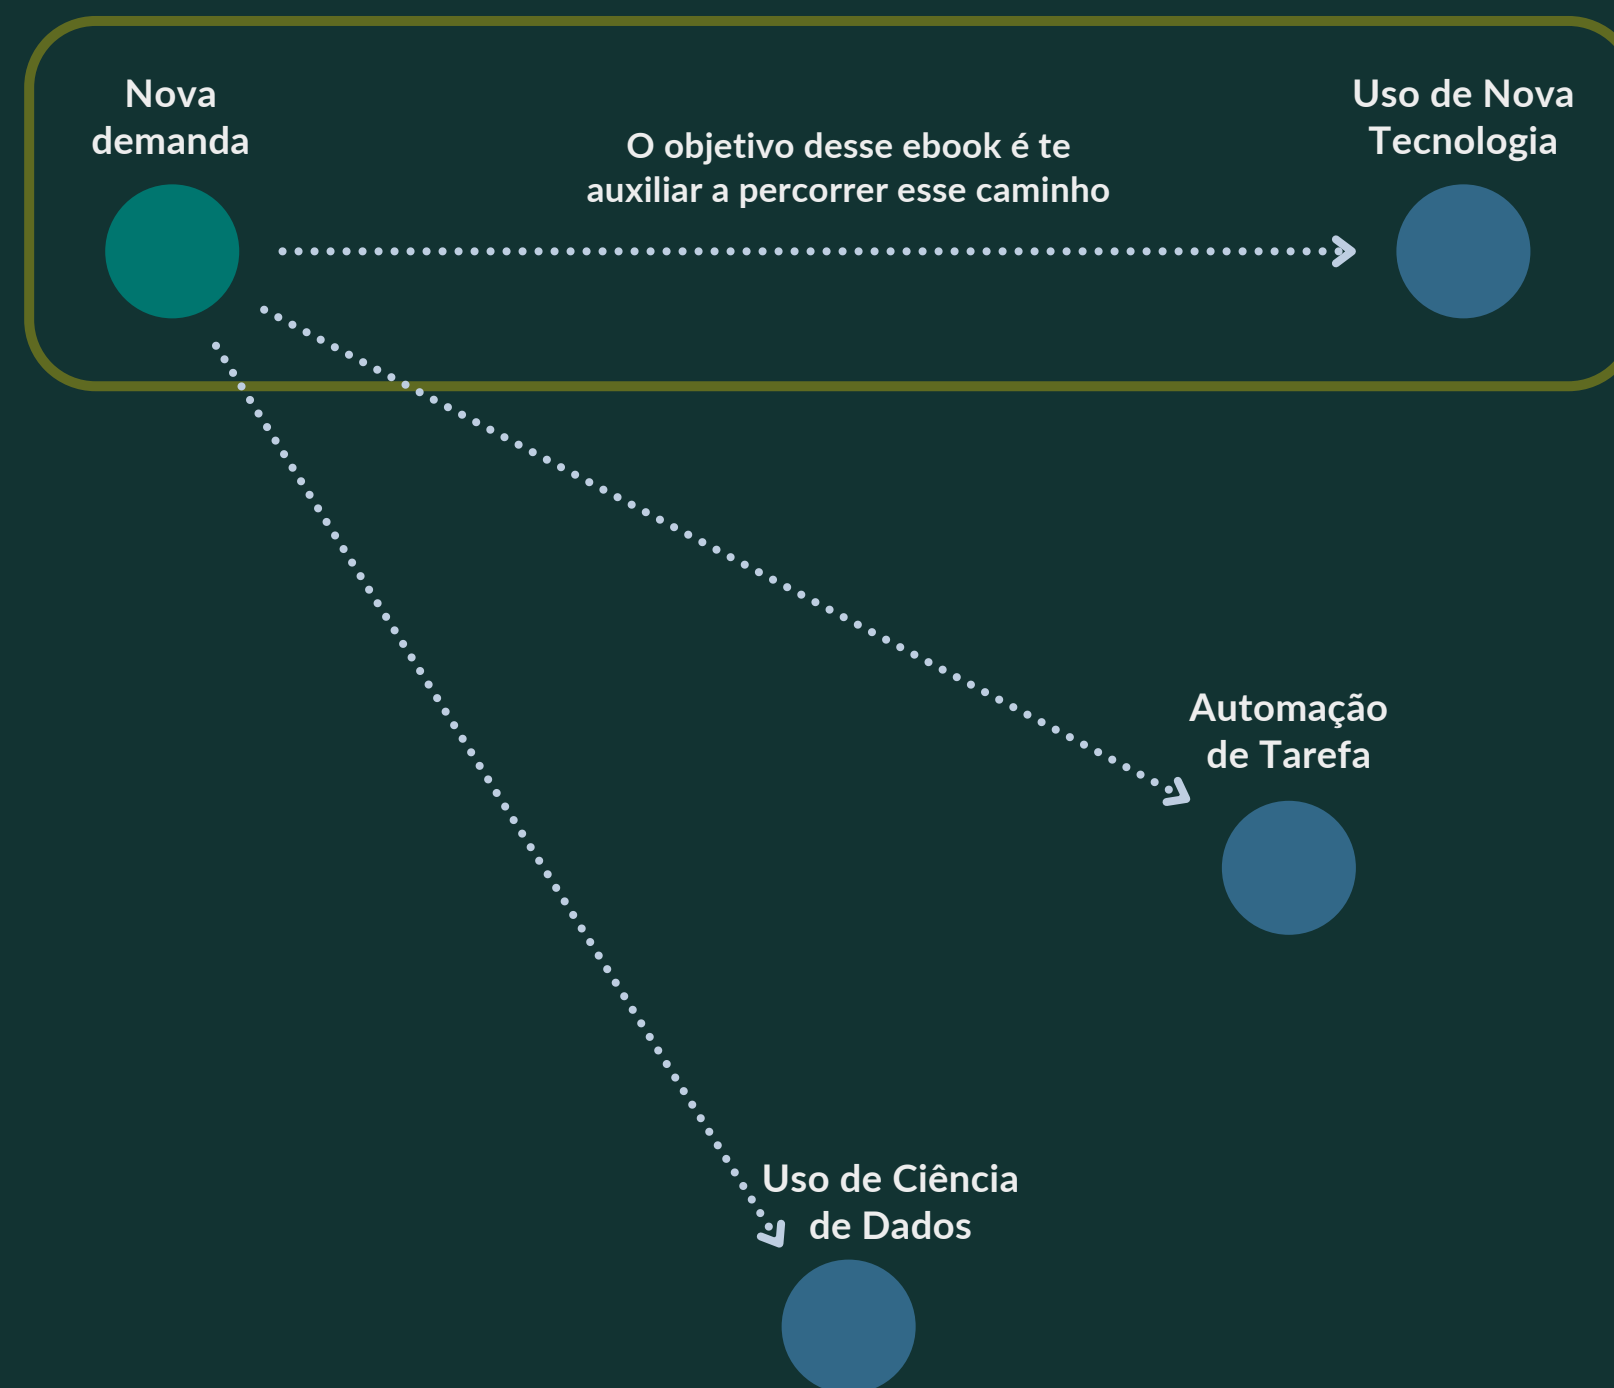 Nova
demanda
O objetivo desse ebook é te
auxiliar a percorrer esse caminho
Uso de Nova
Tecnologia
Automação
de Tarefa
Uso de Ciência
de Dados